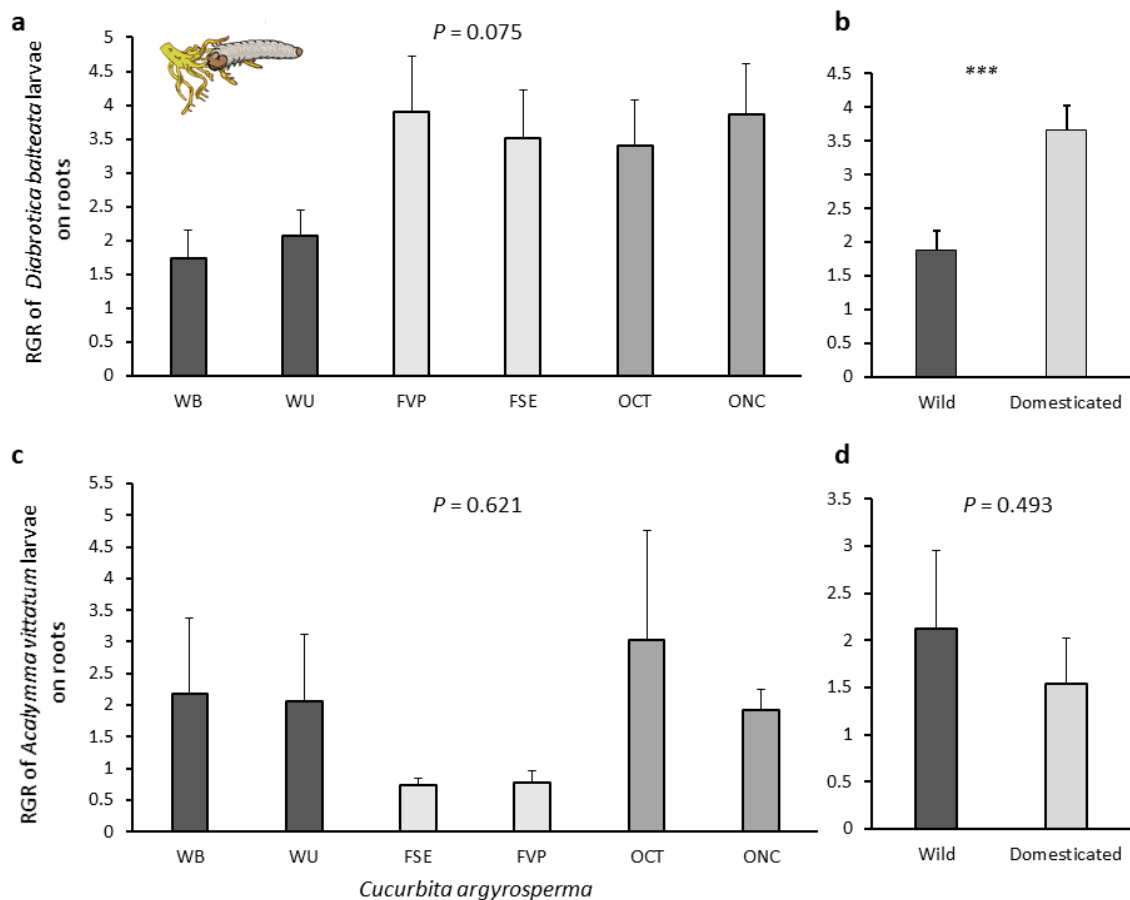 a
P = 0.075
RGR of Diabrotica balteata larvae
on roots
5
4.5
4
3.5
3
2.5
2
1.5
1
0.5
0
WB WU FVP FSE OCT ONC
b
***
4.5
4
3.5
3
2.5
2
1.5
1
0.5
0
Wild Domesticated
c
P = 0.621
RGR of Acalymma vittatum larvae
on roots
5.5
5
4.5
4
3.5
3
2.5
2
1.5
1
0.5
0
WB WU FSE FVP OCT ONC
Cucurbita argyrosperma
d
P = 0.493
3.5
3
2.5
2
1.5
1
0.5
0
Wild Domesticated